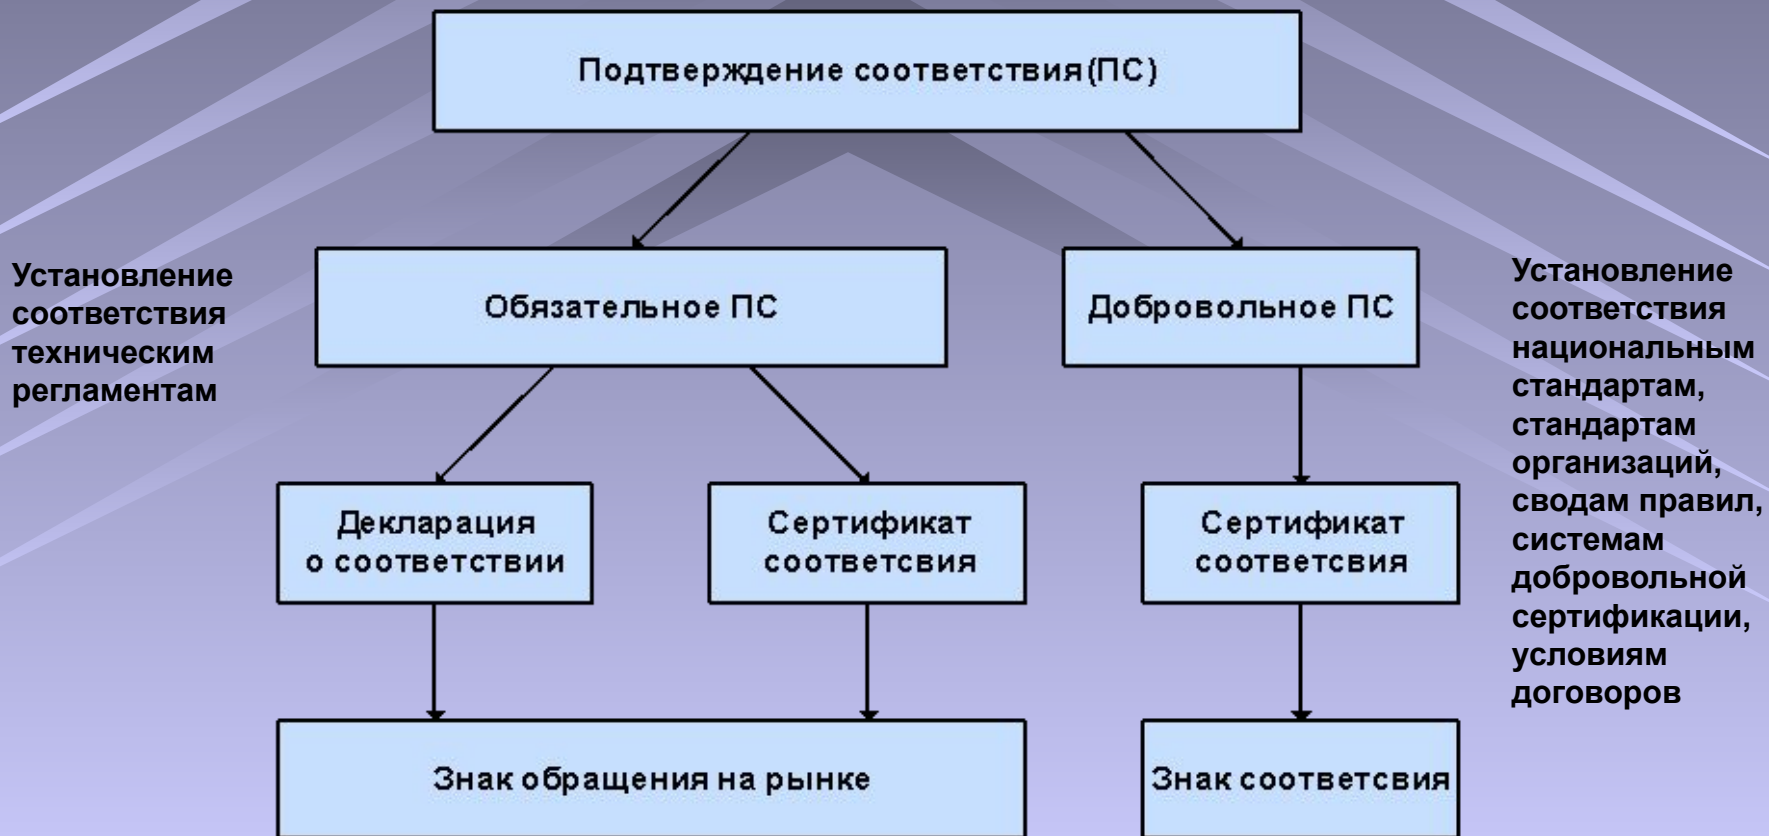 Подтверждение соответствия(ПС)
Установление
соответствия
техническим
регламентам
Обязательное ПС
Добровольное ПС
Установление
соответствия
национальным
стандартам,
стандартам
организаций,
сводам правил,
системам
добровольной
сертификации,
условиям
договоров
Декларация
о соответствии
Сертификат
соответсвия
Сертификат
соответсвия
Знак обращения на рынке
Знак соответсвия